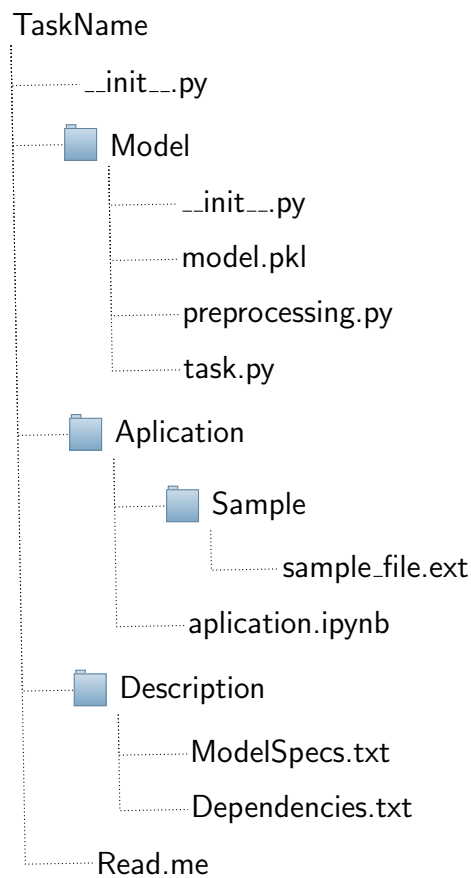 TaskName
__init__.py
Model
__init__.py
model.pkl
preprocessing.py
task.py
Aplication
Sample
sample_file.ext
aplication.ipynb
Description
ModelSpecs.txt
Dependencies.txt
Read.me